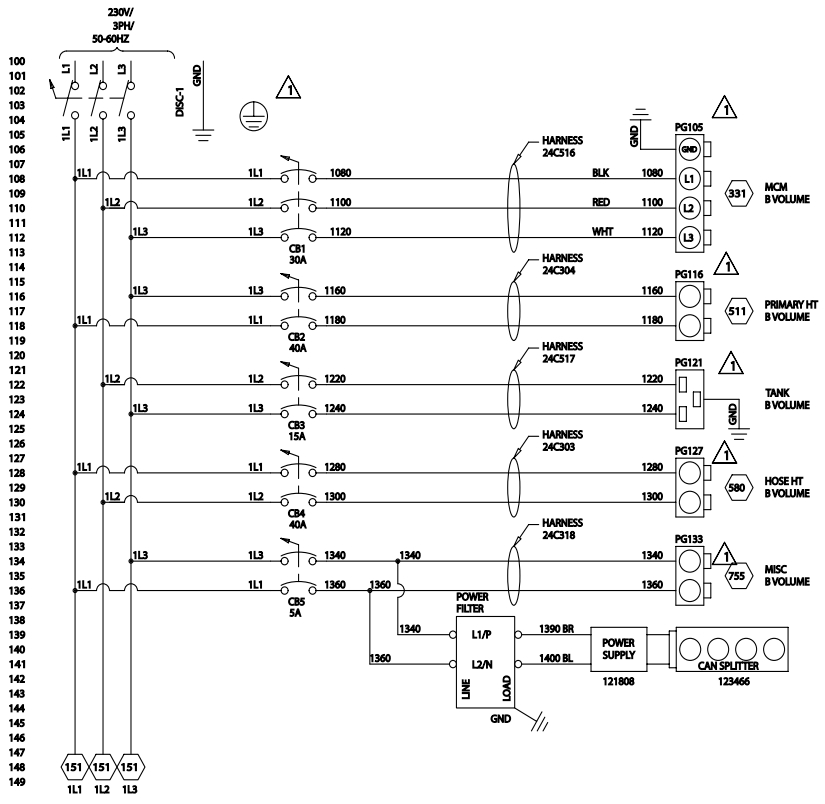 230V/
3PH/
50-60HZ
100
101
102
103
104
105
106
107
108
109
110
111
112
113
114
115
116
117
118
119
120
121
122
123
124
125
126
127
128
129
130
131
132
133
134
135
136
137
138
139
140
141
142
143
144
145
146
147
148
149
L1
L2
L3
GND
DISC-1
1L1
1L2
1L3
1
HARNESS
24C516
GND
PG105
1
GND
1L1 1L1 1080 BLK 1080 L1
1L2 1L2 1100 RED 1100 L2
1L3 1L3 1120 WHT 1120 L3
331
MCM
B VOLUME
CB1
30A
HARNESS
24C304
PG116
1
1L3 1L3 1160 1160
1L1 1L1 1180 1180
511
PRIMARY HT
B VOLUME
CB2
40A
HARNESS
24C517
PG121
1
1L2 1L2 1220 1220
1L3 1L3 1240 1240
GND
TANK
B VOLUME
CB3
15A
HARNESS
24C303
PG127
1
1L1 1L1 1280 1280
1L2 1L2 1300 1300
580
HOSE HT
B VOLUME
CB4
40A
HARNESS
24C318
PG133
1
1L3 1L3 1340 1340 1340
1L1 1L1 1360 1360 1360
755
MISC
B VOLUME
CB5
5A
POWER
FILTER
1340 L1/P 1390 BR
1360 L2/N 1400 BL
LINE
LOAD
GND
POWER
SUPPLY
121808
CAN SPLITTER
123466
151 151 151
1L1 1L2 1L3